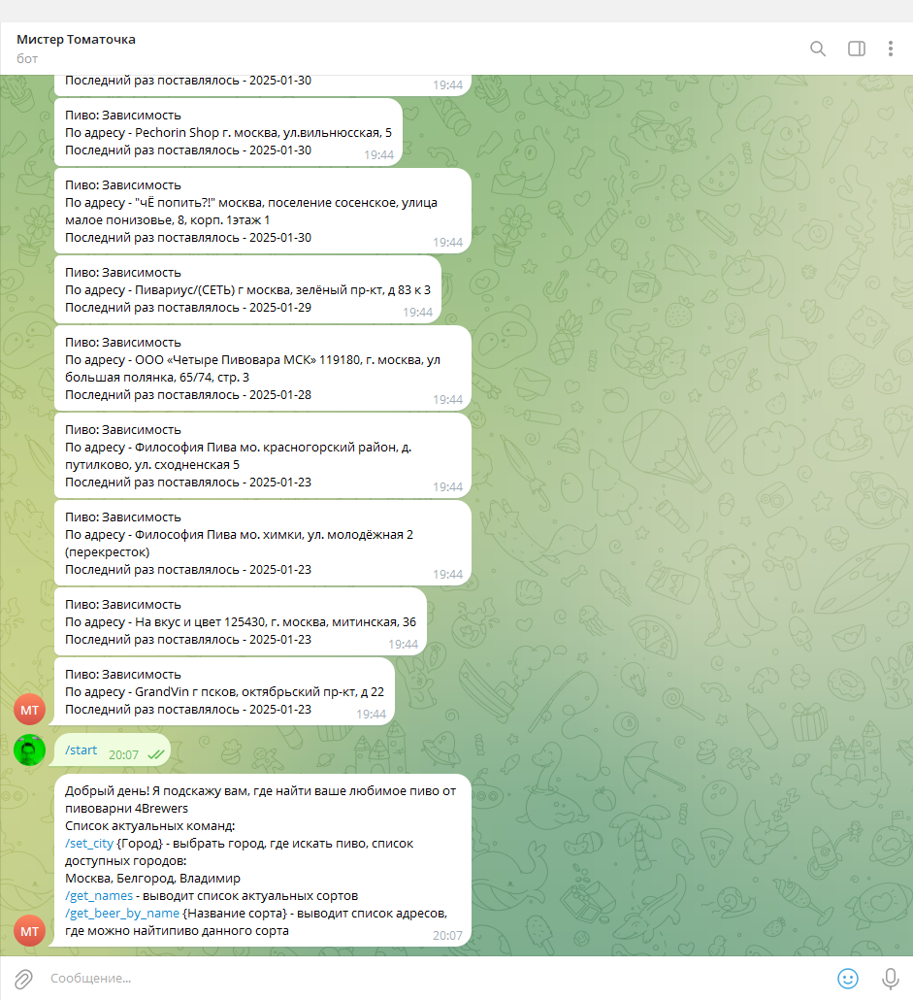 Мистер Томаточка
бот
Последний раз поставлялось - 2025-01-30
19:44
Пиво: Зависимость
По адресу - Pechorin Shop г. москва, ул.вильнюсская, 5
Последний раз поставлялось - 2025-01-30
19:44
Пиво: Зависимость
По адресу - "чЁ попить?!" москва, поселение сосенское, улица
малое понизовье, 8, корп. 1этаж 1
Последний раз поставлялось - 2025-01-30
19:44
Пиво: Зависимость
По адресу - Пивариус/(СЕТЬ) г москва, зелёный пр-кт, д 83 к 3
Последний раз поставлялось - 2025-01-29
19:44
Пиво: Зависимость
По адресу - ООО «Четыре Пивовара МСК» 119180, г. москва, ул
большая полянка, 65/74, стр. 3
Последний раз поставлялось - 2025-01-28
19:44
Пиво: Зависимость
По адресу - Философия Пива мо. красногорский район, д.
путилково, ул. сходненская 5
Последний раз поставлялось - 2025-01-23
19:44
Пиво: Зависимость
По адресу - Философия Пива мо. химки, ул. молодёжная 2
(перекресток)
Последний раз поставлялось - 2025-01-23
19:44
Пиво: Зависимость
По адресу - На вкус и цвет 125430, г. москва, митинская, 36
Последний раз поставлялось - 2025-01-23
19:44
Пиво: Зависимость
По адресу - GrandVin г псков, октябрьский пр-кт, д 22
Последний раз поставлялось - 2025-01-23
19:44
МТ
/start 20:07
Добрый день! Я подскажу вам, где найти ваше любимое пиво от
пивоварни 4Brewers
Список актуальных команд:
/set_city {Город} - выбрать город, где искать пиво, список
доступных городов:
Москва, Белгород, Владимир
/get_names - выводит список актуальных сортов
/get_beer_by_name {Название сорта} - выводит список адресов,
где можно найтипиво данного сорта
20:07
МТ
Сообщение...